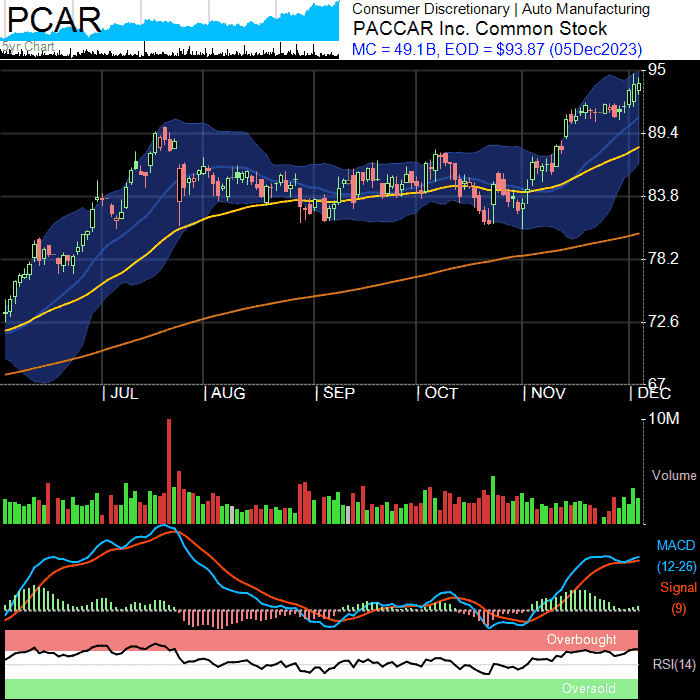 PCAR
5yr Chart
Consumer Discretionary | Auto Manufacturing
PACCAR Inc. Common Stock
MC = 49.1B, EOD = $93.87 (05Dec2023)
95
89.4
83.8
78.2
72.6
67
JUL AUG SEP OCT NOV DEC
10M
Volume
MACD
(12-26)
Signal
(9)
Overbought
RSI(14)
Oversold